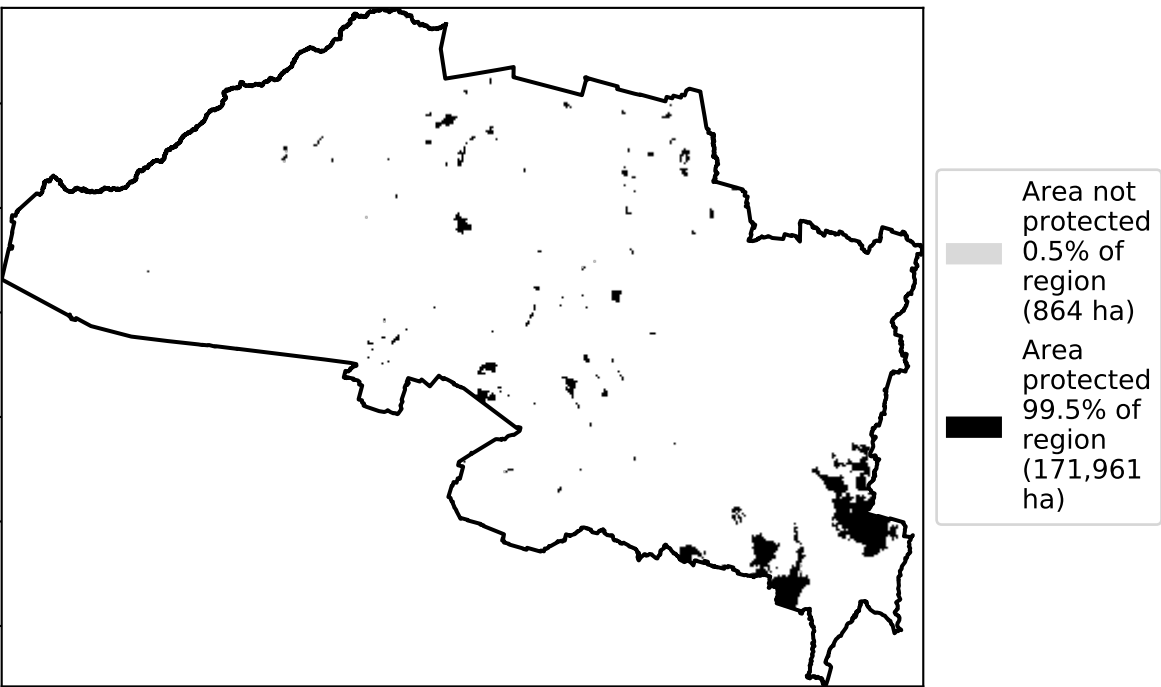 Area not
protected
0.5% of
region
(864 ha)
Area
protected
99.5% of
region
(171,961
ha)